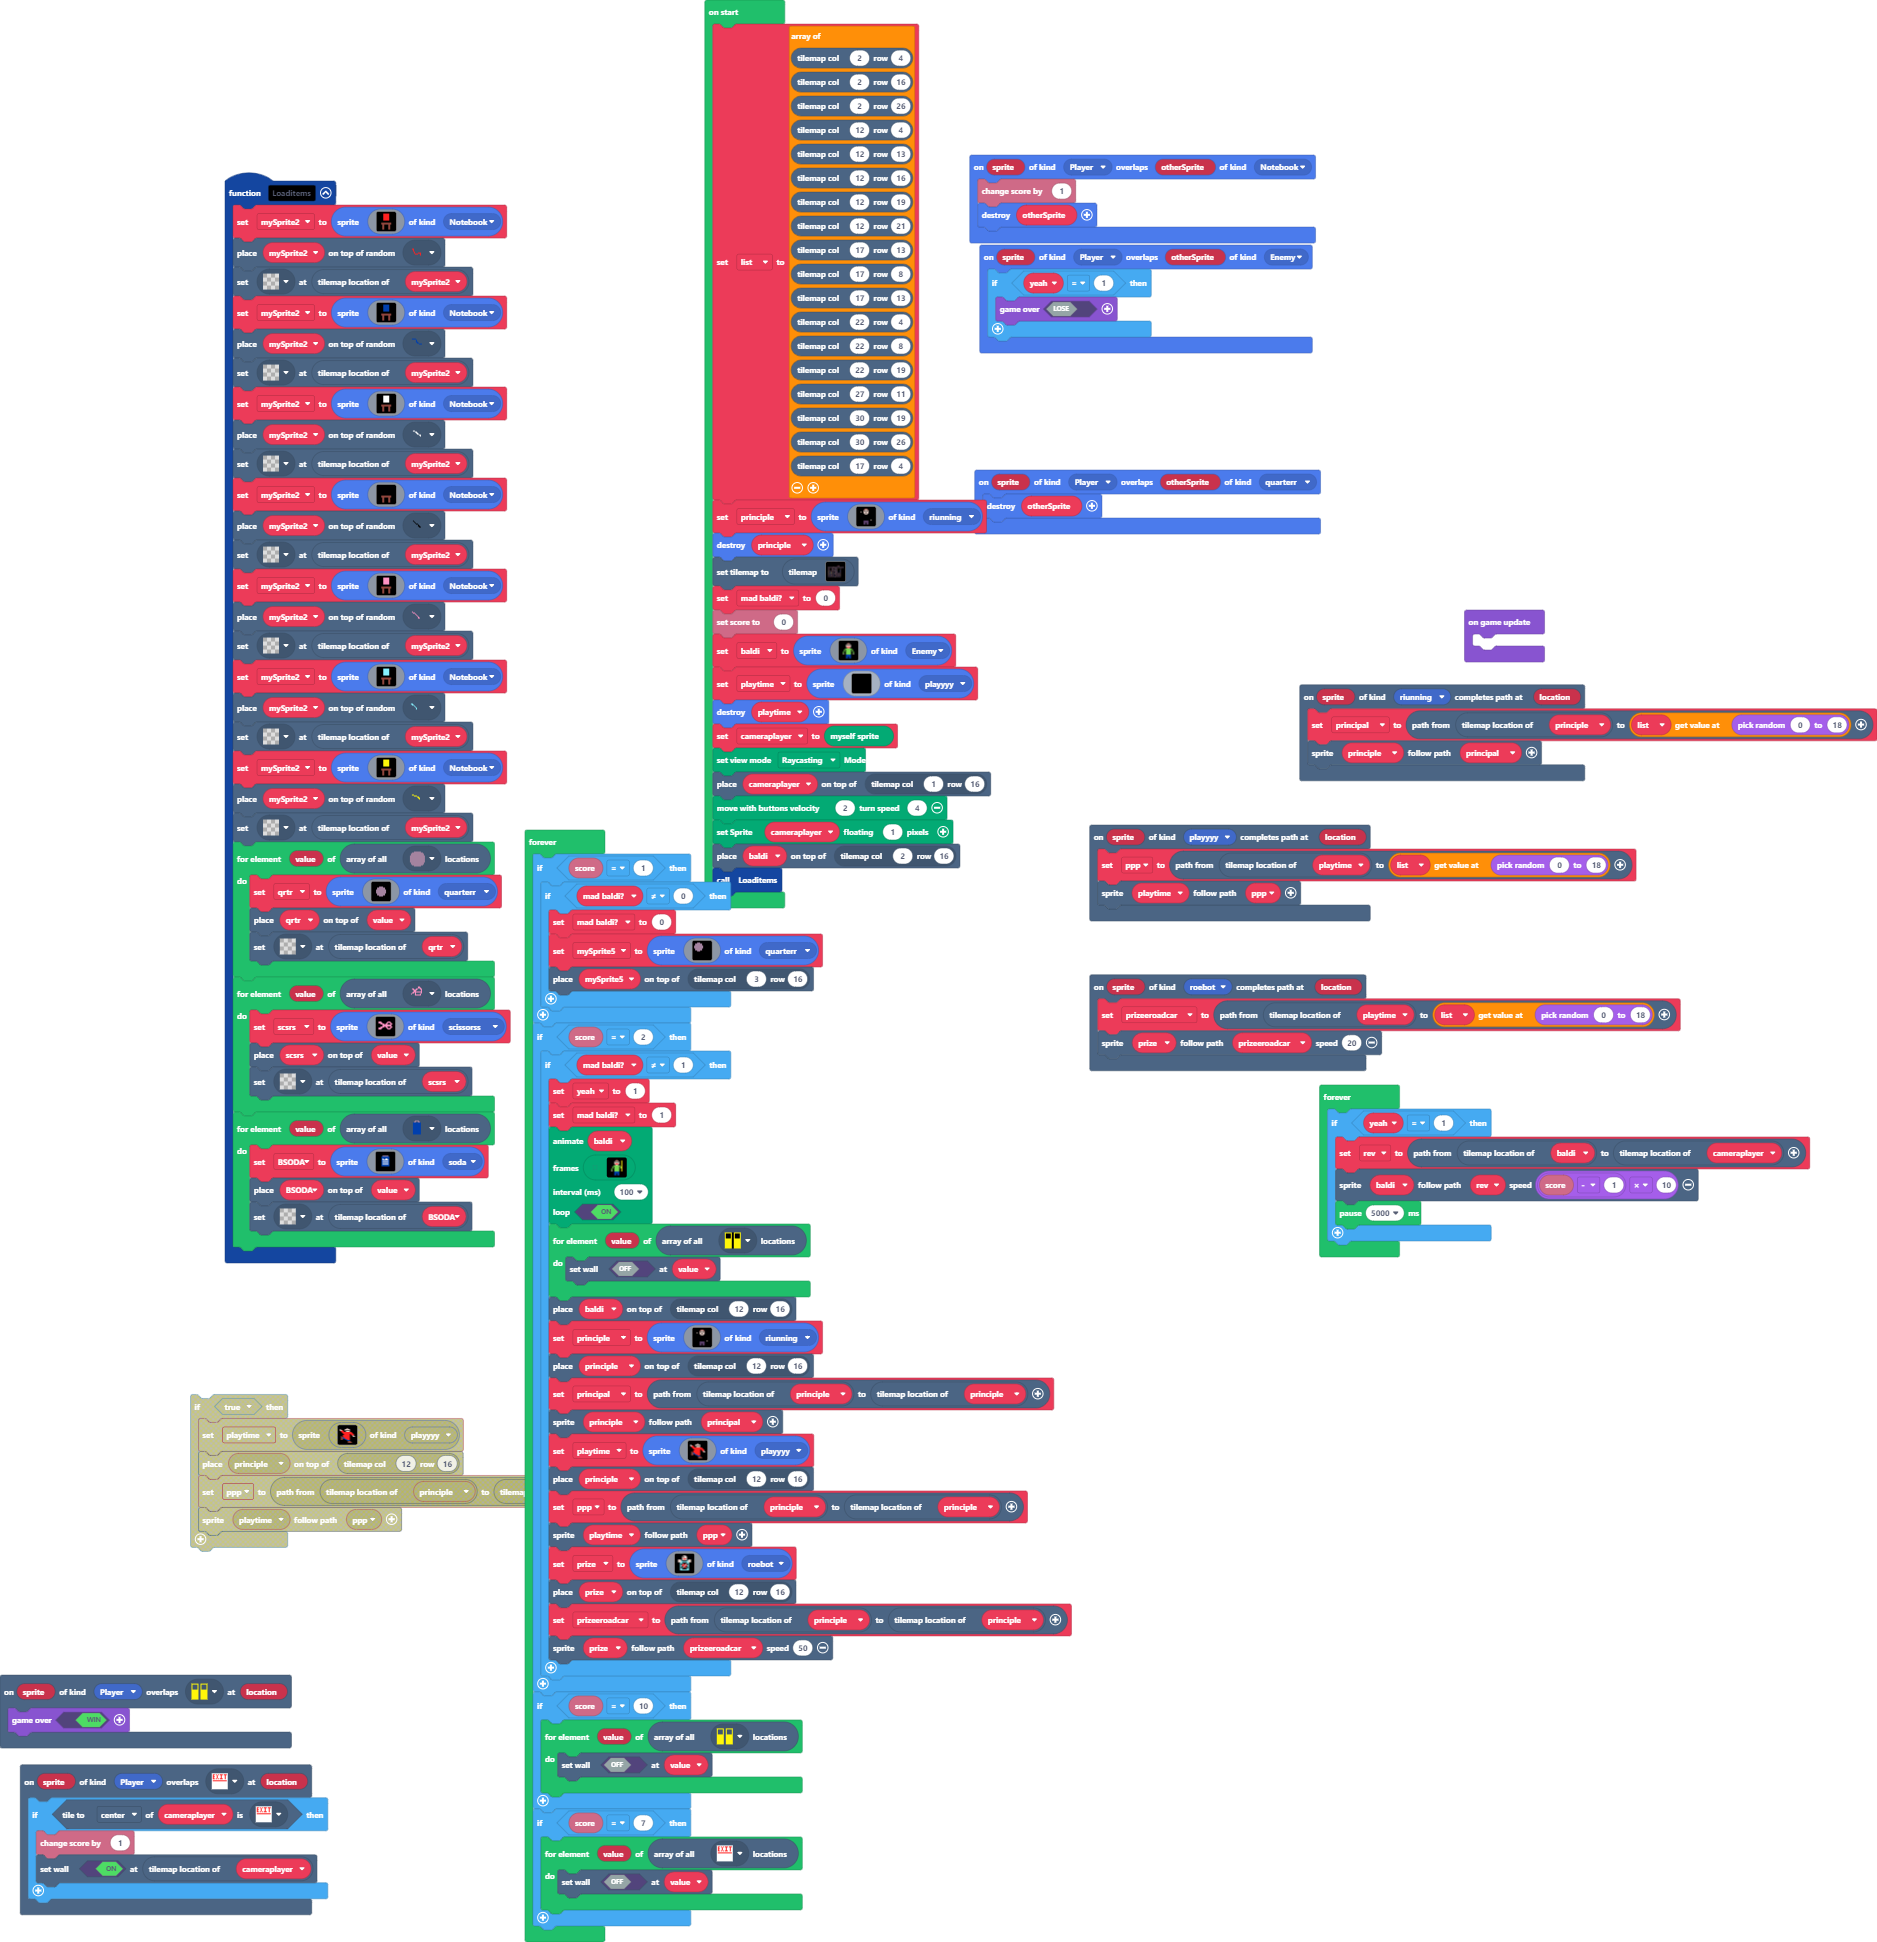 on start
set list to array of
tilemap col 2 row 4
tilemap col 2 row 16
tilemap col 2 row 26
tilemap col 12 row 4
tilemap col 12 row 13
tilemap col 12 row 16
tilemap col 12 row 19
tilemap col 12 row 21
tilemap col 17 row 13
tilemap col 17 row 8
tilemap col 17 row 13
tilemap col 22 row 4
tilemap col 22 row 8
tilemap col 22 row 19
tilemap col 27 row 11
tilemap col 30 row 19
tilemap col 30 row 26
tilemap col 17 row 4
set principle to sprite of kind riunning
destroy principle
set tilemap to tilemap
set mad baldi? to 0
set score to 0
set baldi to sprite of kind Enemy
set playtime to sprite of kind playyyy
destroy playtime
set cameraplayer to myself sprite
set view mode Raycasting Mode
place cameraplayer on top of tilemap col 1 row 16
move with buttons velocity 2 turn speed 4
set Sprite cameraplayer floating 1 pixels
place baldi on top of tilemap col 2 row 16
call Loaditems
function Loaditems
set mySprite2 to sprite of kind Notebook
place mySprite2 on top of random
set at tilemap location of mySprite2
set mySprite2 to sprite of kind Notebook
place mySprite2 on top of random
set at tilemap location of mySprite2
set mySprite2 to sprite of kind Notebook
place mySprite2 on top of random
set at tilemap location of mySprite2
set mySprite2 to sprite of kind Notebook
place mySprite2 on top of random
set at tilemap location of mySprite2
set mySprite2 to sprite of kind Notebook
place mySprite2 on top of random
set at tilemap location of mySprite2
set mySprite2 to sprite of kind Notebook
place mySprite2 on top of random
set at tilemap location of mySprite2
set mySprite2 to sprite of kind Notebook
place mySprite2 on top of random
set at tilemap location of mySprite2
for element value of array of all locations
do
set qrtr to sprite of kind quarterr
place qrtr on top of value
set at tilemap location of qrtr
for element value of array of all locations
do
set scsrs to sprite of kind scissorss
place scsrs on top of value
set at tilemap location of scsrs
for element value of array of all locations
do
set BSODA to sprite of kind soda
place BSODA on top of value
set at tilemap location of BSODA
on sprite of kind Player overlaps otherSprite of kind Notebook
change score by 1
destroy otherSprite
on sprite of kind Player overlaps otherSprite of kind Enemy
if yeah = 1 then
game over LOSE
on sprite of kind Player overlaps otherSprite of kind quarterr
destroy otherSprite
on game update
on sprite of kind riunning completes path at location
set principal to path from tilemap location of principle to list get value at pick random 0 to 18
sprite principle follow path principal
on sprite of kind playyyy completes path at location
set ppp to path from tilemap location of playtime to list get value at pick random 0 to 18
sprite playtime follow path ppp
on sprite of kind roebot completes path at location
set prizeeroadcar to path from tilemap location of playtime to list get value at pick random 0 to 18
sprite prize follow path prizeeroadcar speed 20
forever
if yeah = 1 then
set rev to path from tilemap location of baldi to tilemap location of cameraplayer
sprite baldi follow path rev speed score - 1 × 10
pause 5000 ms
forever
if score = 1 then
if mad baldi? ≠ 0 then
set mad baldi? to 0
set mySprite5 to sprite of kind quarterr
place mySprite5 on top of tilemap col 3 row 16
if score = 2 then
if mad baldi? ≠ 1 then
set yeah to 1
set mad baldi? to 1
animate baldi
frames
interval (ms) 100
loop ON
for element value of array of all locations
do set wall OFF at value
place baldi on top of tilemap col 12 row 16
set principle to sprite of kind riunning
place principle on top of tilemap col 12 row 16
set principal to path from tilemap location of principle to tilemap location of principle
sprite principle follow path principal
set playtime to sprite of kind playyyy
place principle on top of tilemap col 12 row 16
set ppp to path from tilemap location of principle to tilemap location of principle
sprite playtime follow path ppp
set prize to sprite of kind roebot
place prize on top of tilemap col 12 row 16
set prizeeroadcar to path from tilemap location of principle to tilemap location of principle
sprite prize follow path prizeeroadcar speed 50
if score = 10 then
for element value of array of all locations
do set wall OFF at value
if score = 7 then
for element value of array of all EXIT locations
do set wall OFF at value
if true then
set playtime to sprite of kind playyyy
place principle on top of tilemap col 12 row 16
set ppp to path from tilemap location of principle to
sprite playtime follow path ppp
on sprite of kind Player overlaps at location
game over WIN
on sprite of kind Player overlaps EXIT at location
if tile to center of cameraplayer is EXIT then
change score by 1
set wall ON at tilemap location of cameraplayer